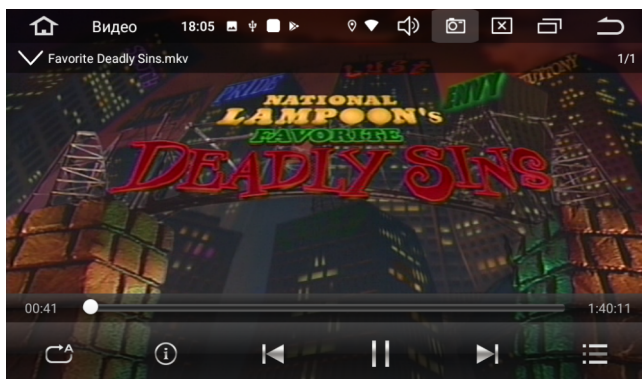 Видео 18:05
Favorite Deadly Sins.mkv 1/1
LUST
PRIDE
ENVY
NATIONAL
LAMPOON's
FAVORITE
DEADLY SINS
00:41 1:40:11